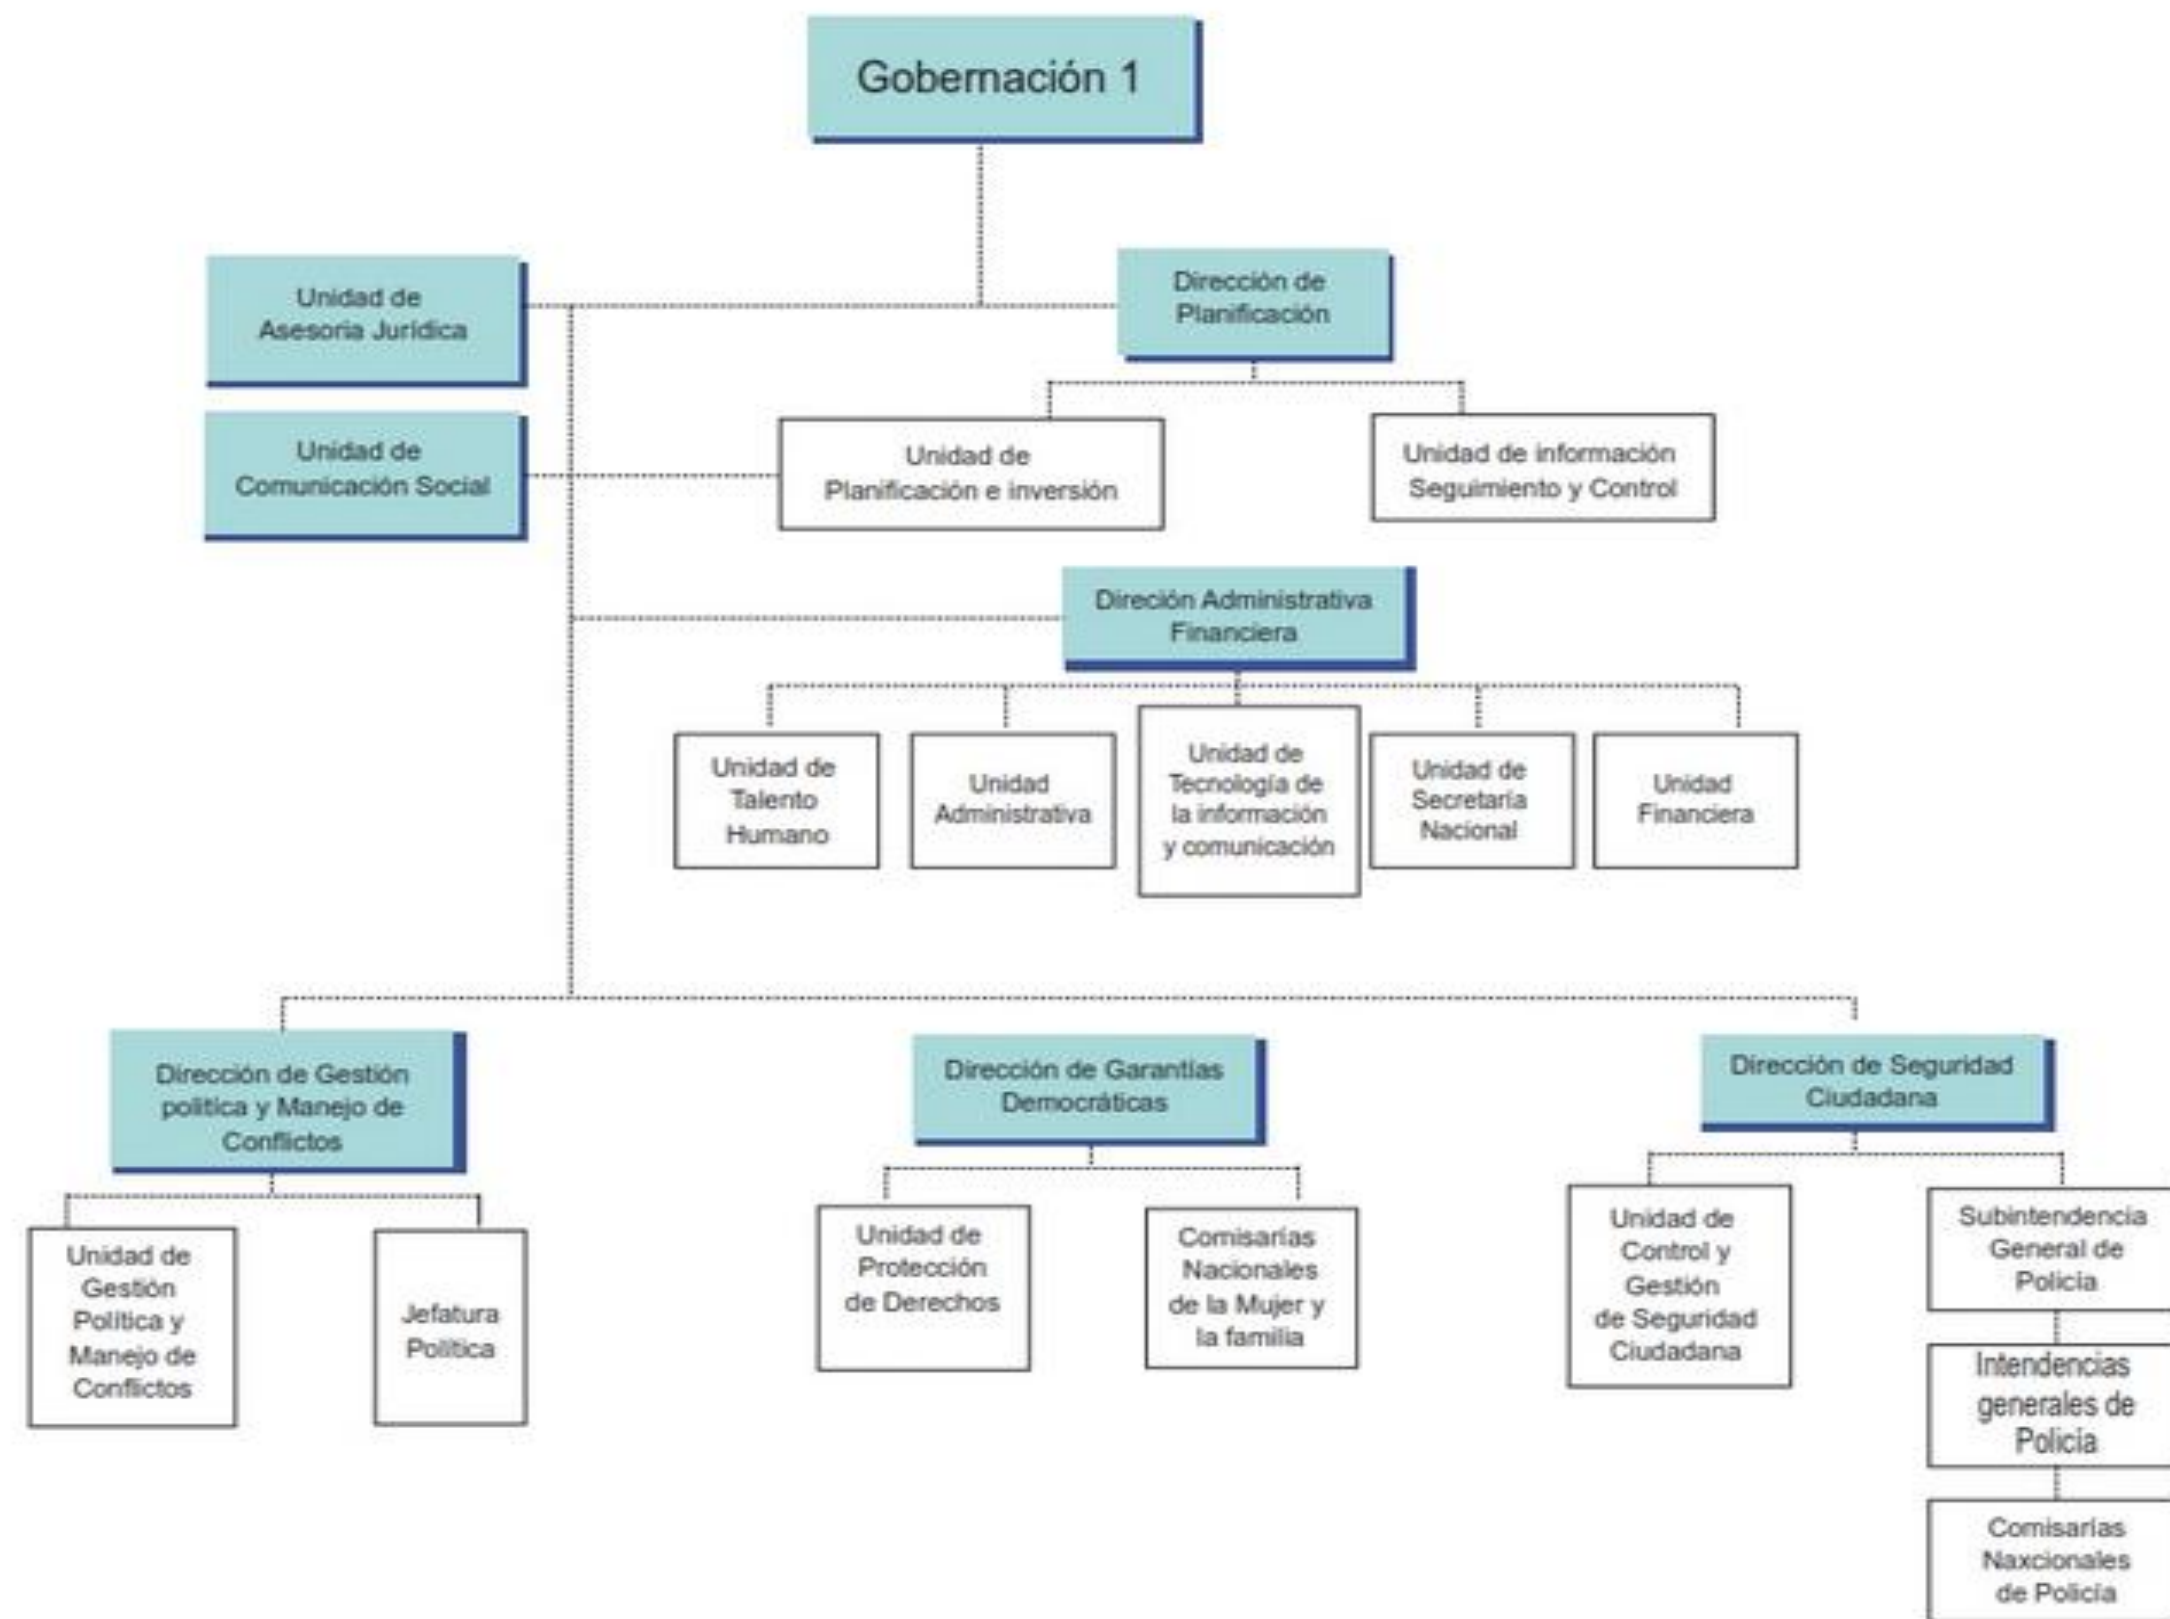 Gobernación 1
Unidad de
Asesoria Jurídica
Dirección de
Planificación
Unidad de
Comunicación Social
Unidad de
Planificación e inversión
Unidad de información
Seguimiento y Control
Direción Administrativa
Financiera
Unidad de
Talento
Humano
Unidad
Administrativa
Unidad de
Tecnología de
la información
y comunicación
Unidad de
Secretaría
Nacional
Unidad
Financiera
Dirección de Gestión
politica y Manejo de
Conflictos
Dirección de Garantías
Democráticas
Dirección de Seguridad
Ciudadana
Unidad de
Gestión
Política y
Manejo de
Conflictos
Jefatura
Política
Unidad de
Protección
de Derechos
Comisarías
Nacionales
de la Mujer y
la familia
Unidad de
Control y
Gestión
de Seguridad
Ciudadana
Subintendencia
General de
Policía
Intendencias
generales de
Policía
Comisarías
Naxcionales
de Policía